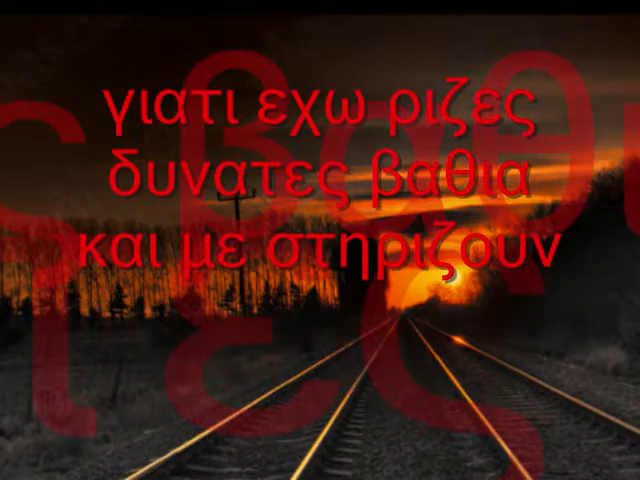 γιατι εχω ριζες
δυνατες βαθια
και με στηριζουν